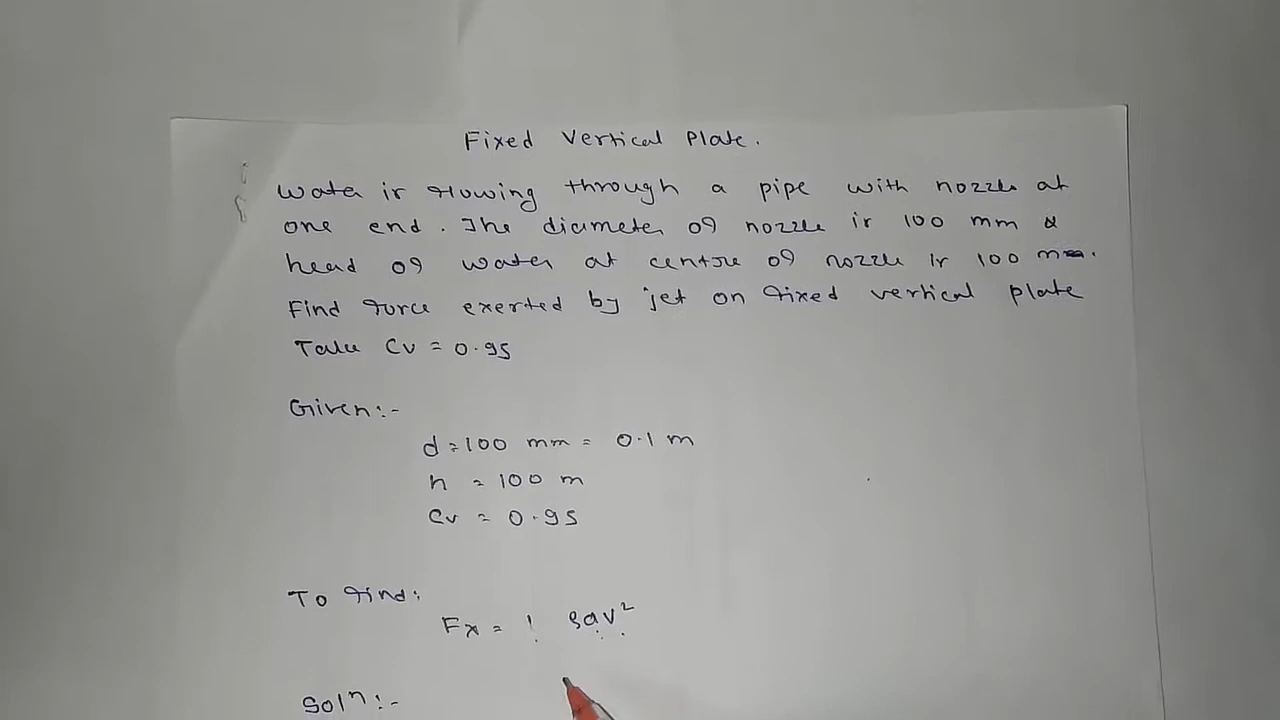 Fixed Vertical Plate.
Water is flowing through a pipe with nozzle at
one end. The diameter of nozzle is 100 mm &
head of water at centre of nozzle is 100 m.
Find force exerted by jet on fixed vertical plate
Take Cv = 0.95
Given:-
d = 100 mm = 0.1 m
h = 100 m
Cv = 0.95
To find:
Fx = ! ρav²
Solⁿ:-